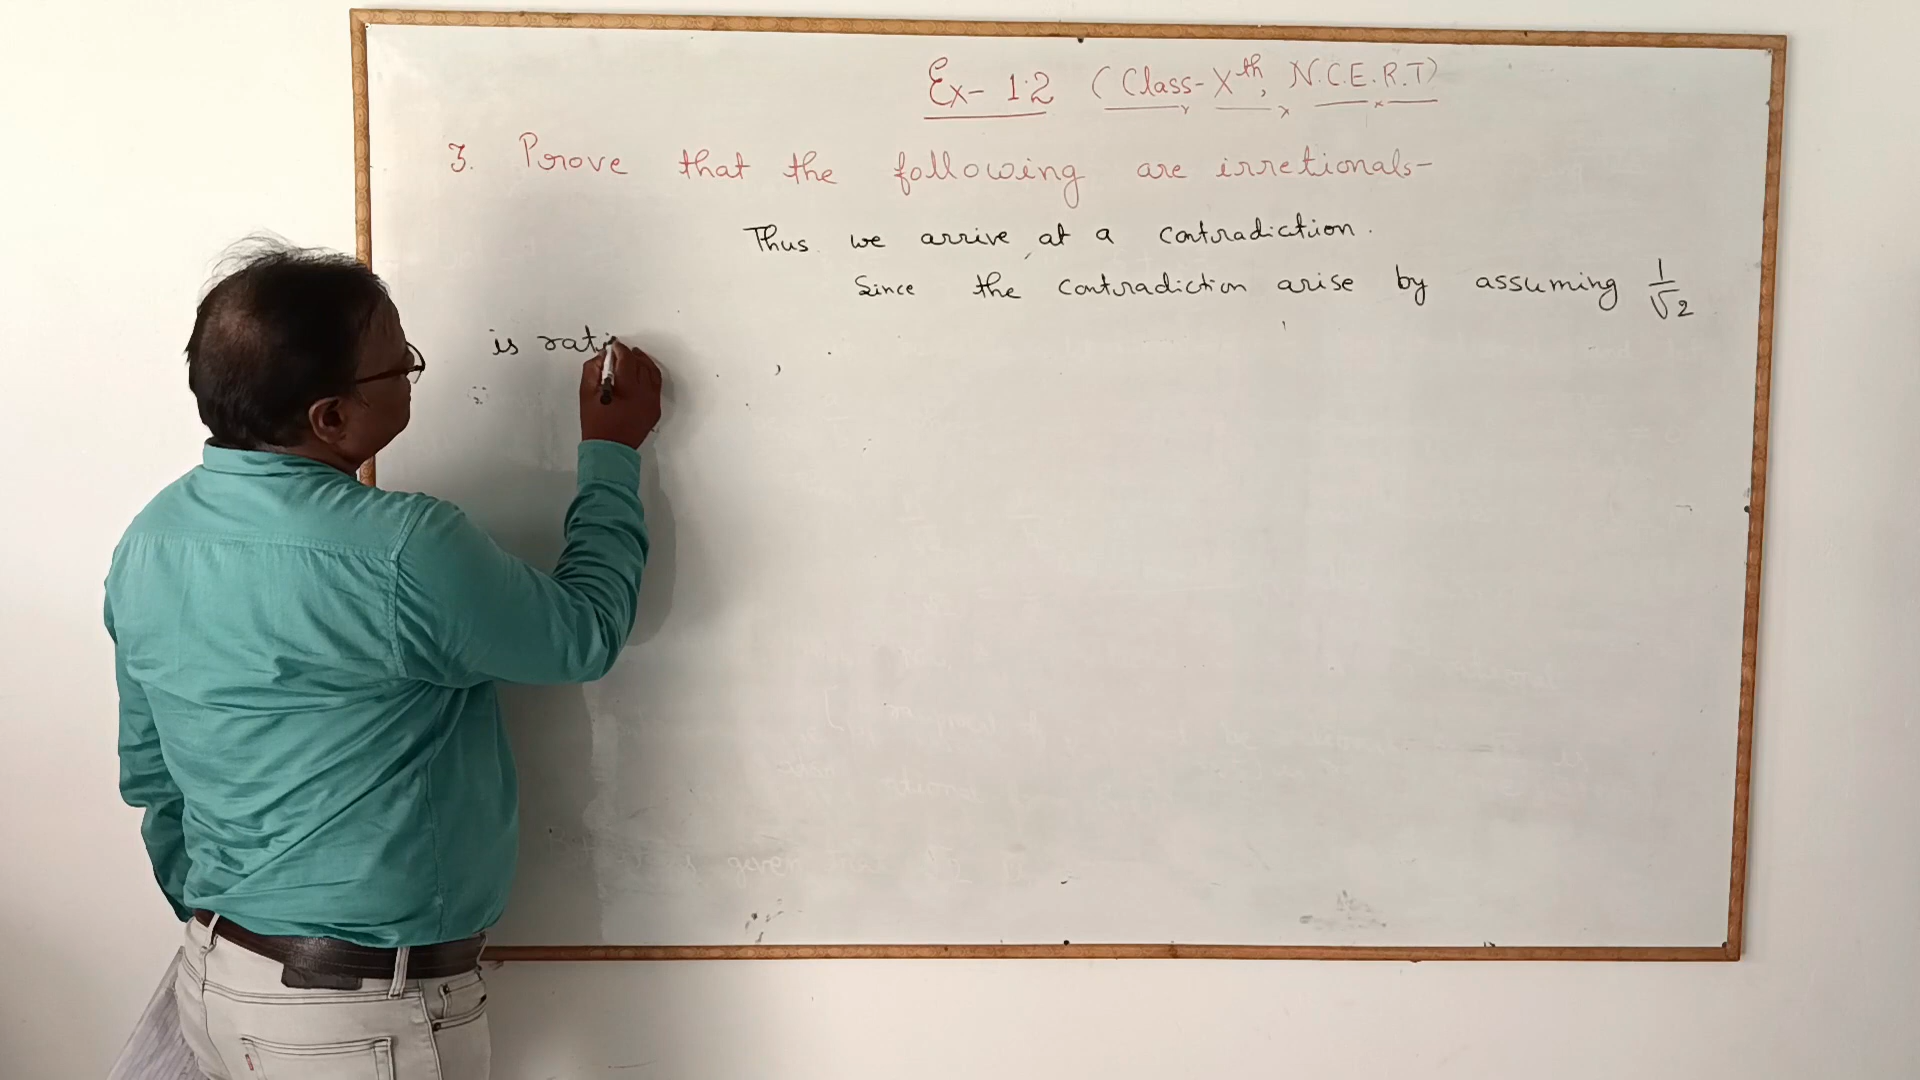 Ex- 1.2 (Class-Xth, N.C.E.R.T)
3. Prove that the following are irretionals-
Thus we arrive at a contradiction.
Since the contradiction arise by assuming 1/√2
is rati